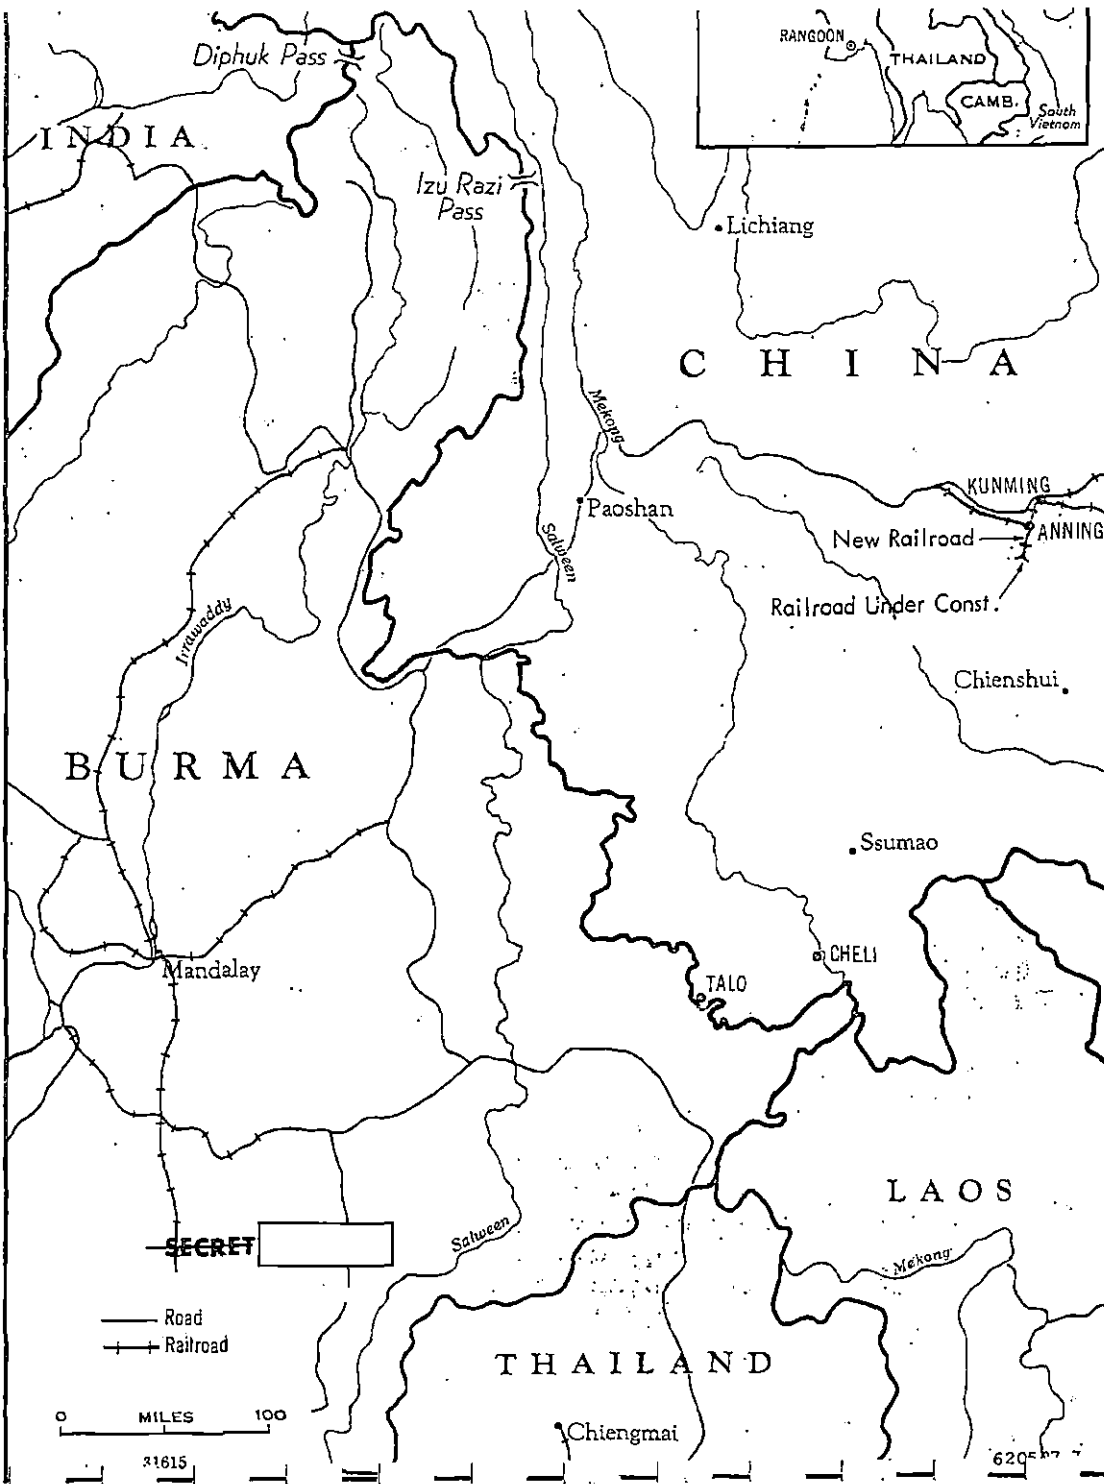 RANGOON
THAILAND
CAMB.
South
Vietnam
Diphuk Pass
INDIA
Izu Razi
Pass
Lichiang
CHINA
Mekong
Paoshan
KUNMING
ANNING
New Railroad
Railroad Under Const.
Salween
Irrawaddy
Chienshui
BURMA
Ssumao
Mandalay
CHELI
TALO
LAOS
SECRET
Salween
Mekong
Road
Railroad
THAILAND
0 MILES 100
Chiengmai
31615